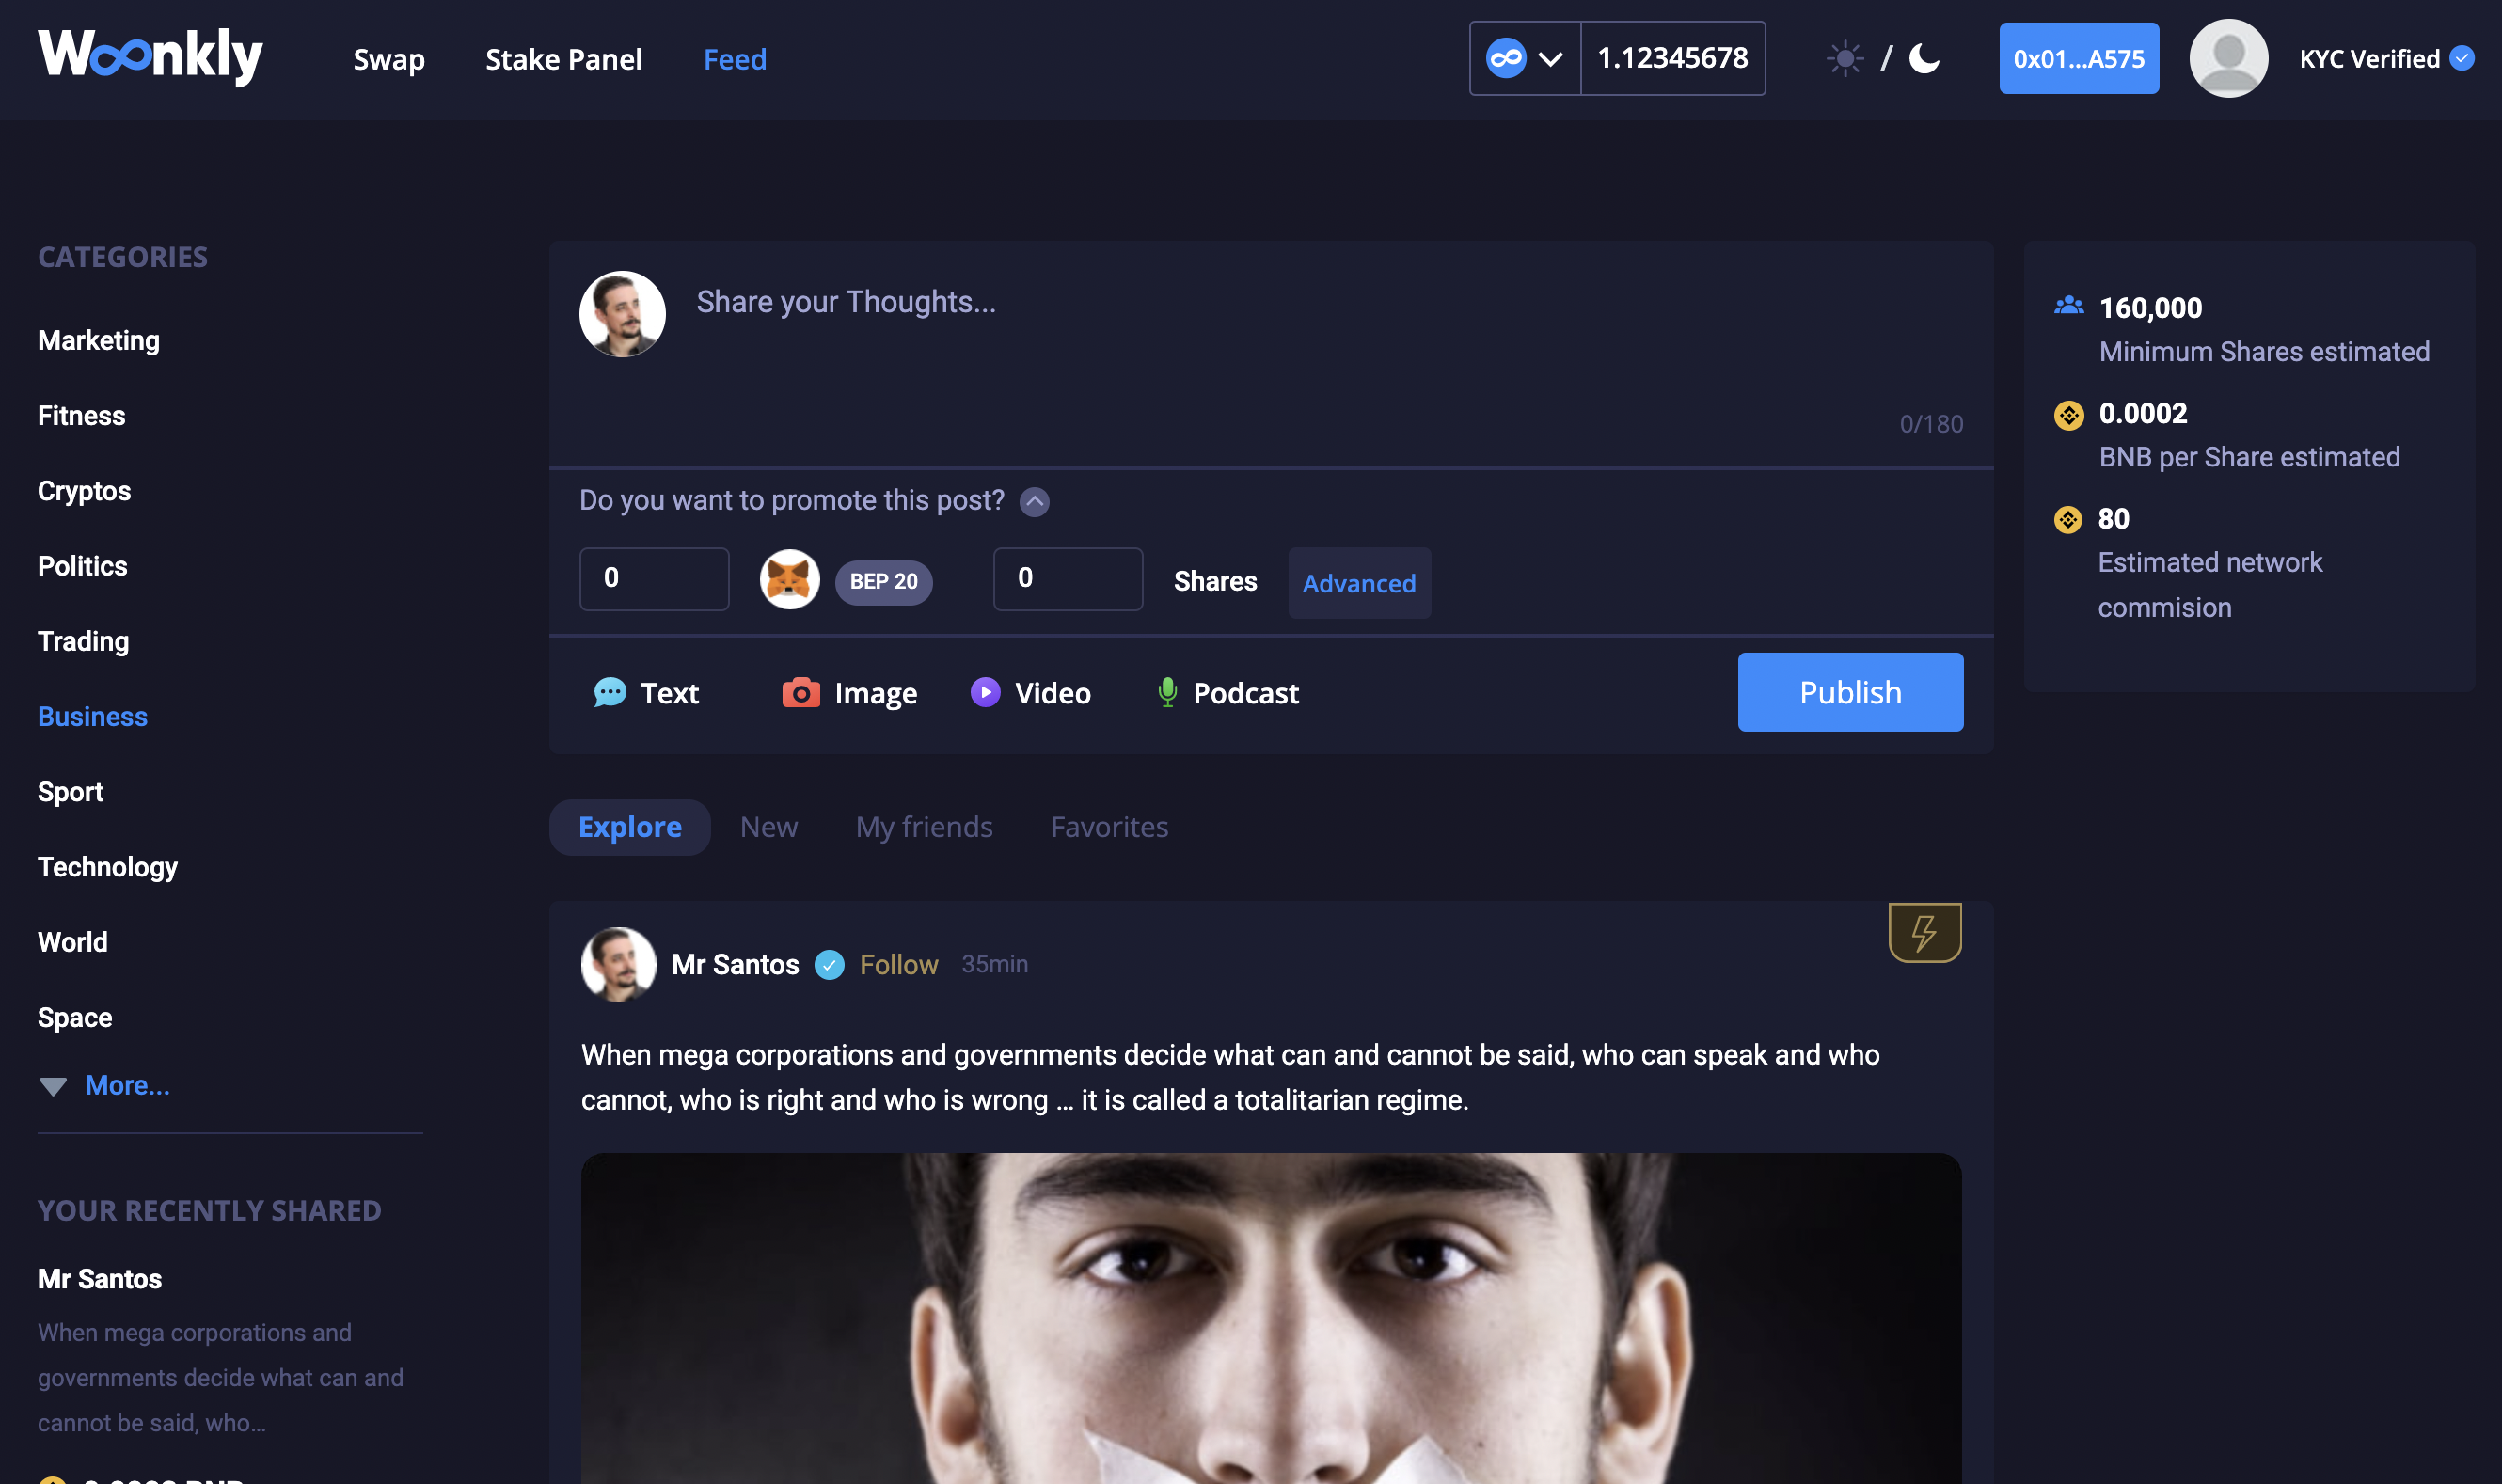 Woonkly
Swap
Stake Panel
Feed
1.12345678
/
0x01...A575
KYC Verified
CATEGORIES
Marketing
Fitness
Cryptos
Politics
Trading
Business
Sport
Technology
World
Space
More...
YOUR RECENTLY SHARED
Mr Santos
When mega corporations and
governments decide what can and
cannot be said, who...
Share your Thoughts...
0/180
Do you want to promote this post?
0
BEP 20
0
Shares
Advanced
Text
Image
Video
Podcast
Publish
Explore
New
My friends
Favorites
Mr Santos
Follow
35min
When mega corporations and governments decide what can and cannot be said, who can speak and who
cannot, who is right and who is wrong ... it is called a totalitarian regime.
160,000
Minimum Shares estimated
0.0002
BNB per Share estimated
80
Estimated network
commision